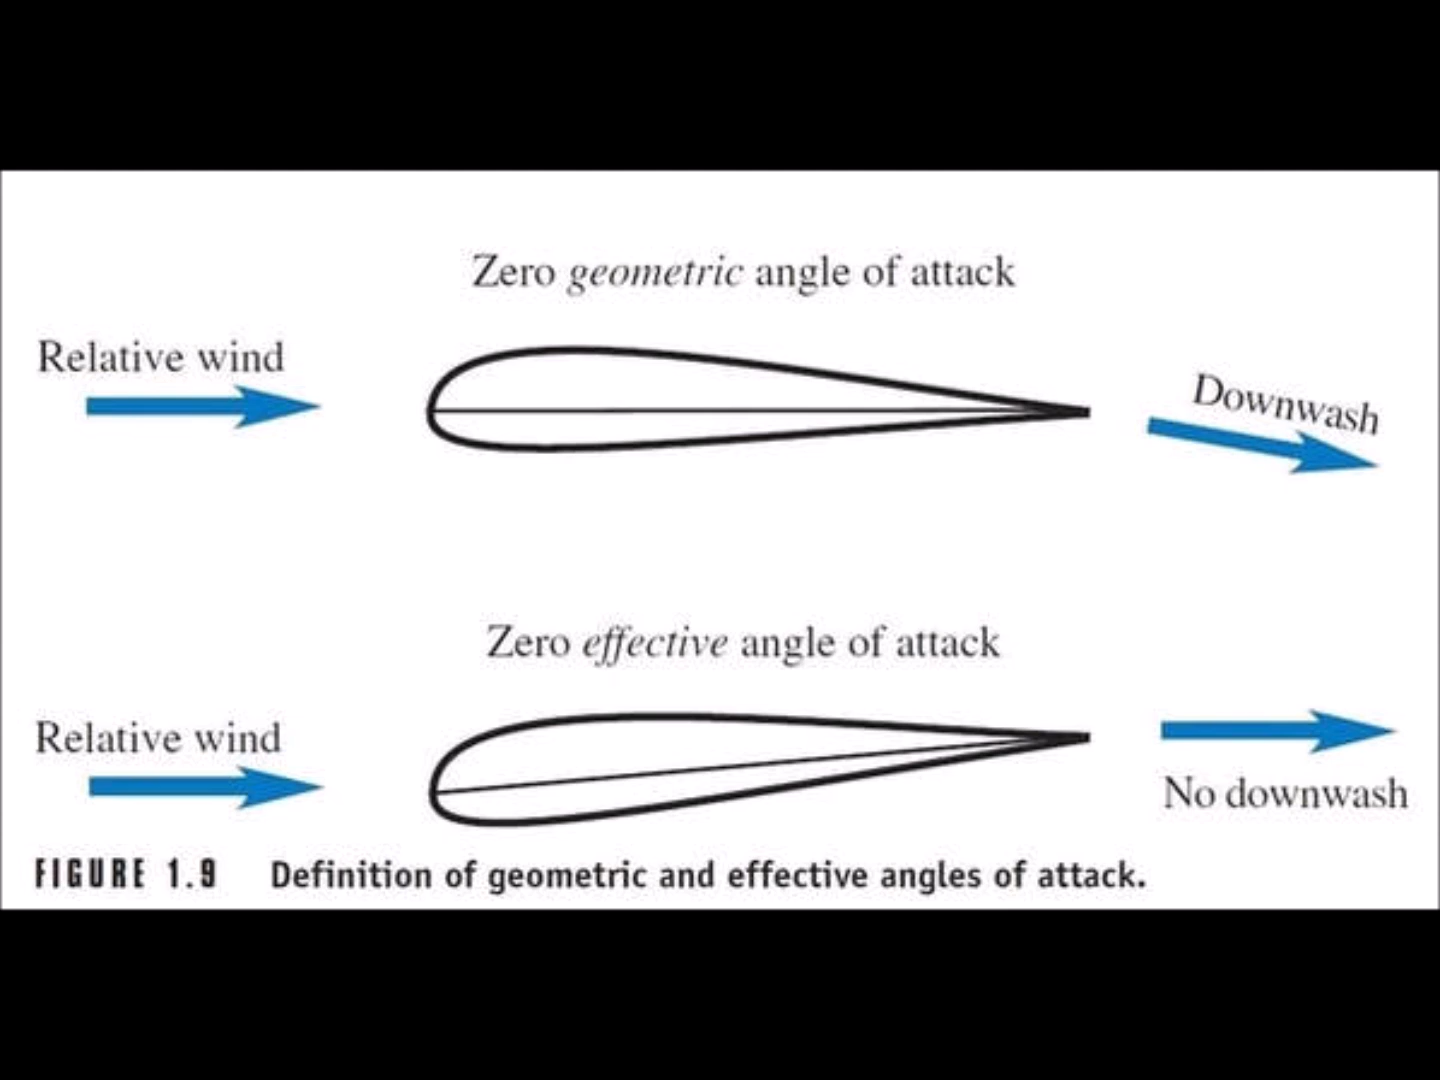 Zero geometric angle of attack
Relative wind
Downwash
Zero effective angle of attack
Relative wind
No downwash
FIGURE 1.9 Definition of geometric and effective angles of attack.